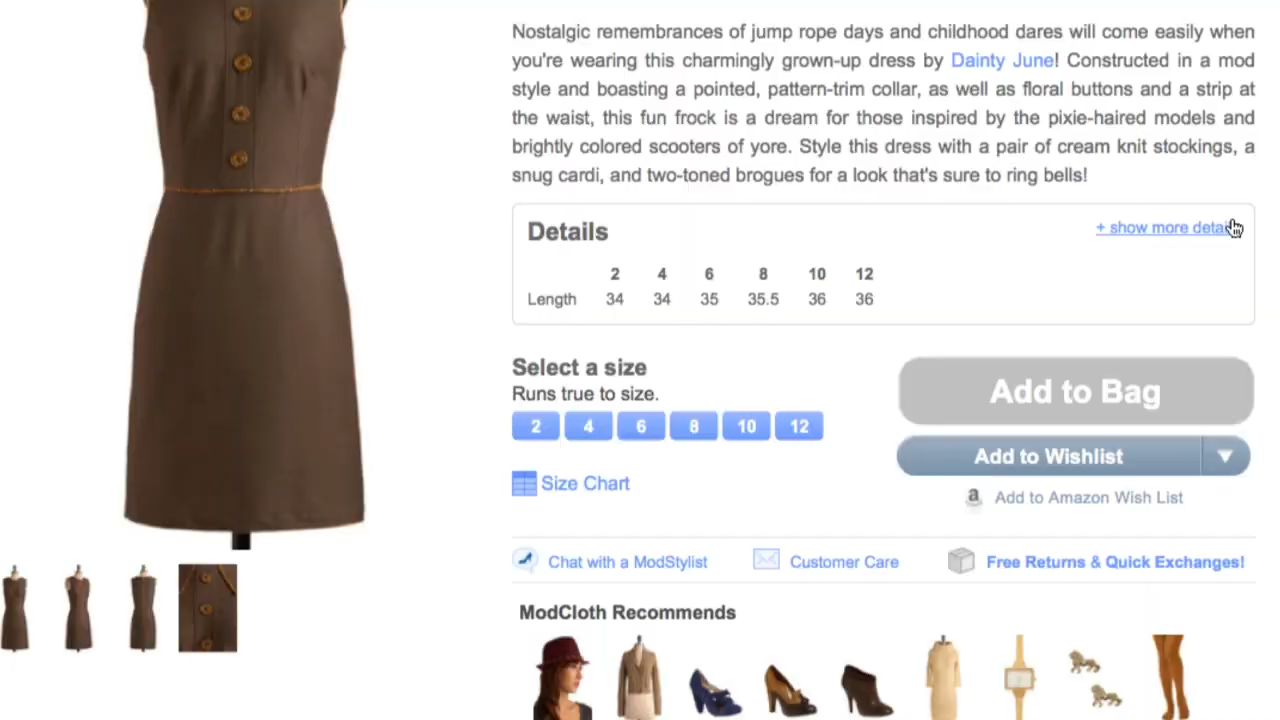 Nostalgic remembrances of jump rope days and childhood dares will come easily when
you're wearing this charmingly grown-up dress by Dainty June! Constructed in a mod
style and boasting a pointed, pattern-trim collar, as well as floral buttons and a strip at
the waist, this fun frock is a dream for those inspired by the pixie-haired models and
brightly colored scooters of yore. Style this dress with a pair of cream knit stockings, a
snug cardi, and two-toned brogues for a look that's sure to ring bells!
Details
+ show more
2 4 6 8 10 12
Length 34 34 35 35.5 36 36
Select a size
Runs true to size.
2 4 6 8 10 12
Size Chart
Add to Bag
Add to Wishlist
a Add to Amazon Wish List
Chat with a ModStylist
Customer Care
Free Returns & Quick Exchanges!
ModCloth Recommends